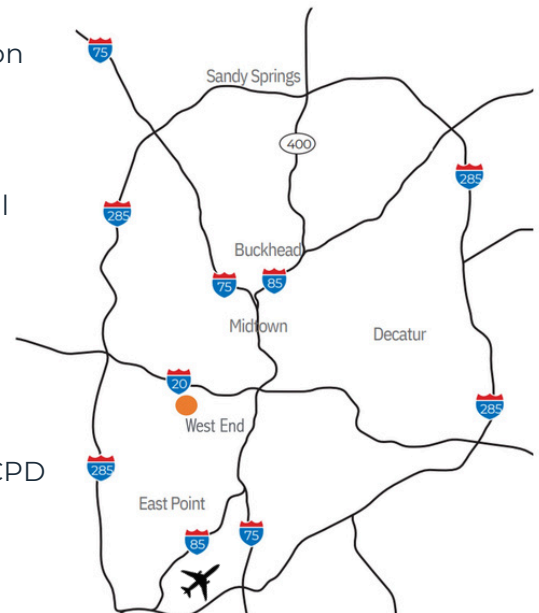 75
on
Sandy Springs
400
285
l
285
Buckhead
75
85
Midtown
Decatur
20
285
West End
285
CPD
East Point
85
75